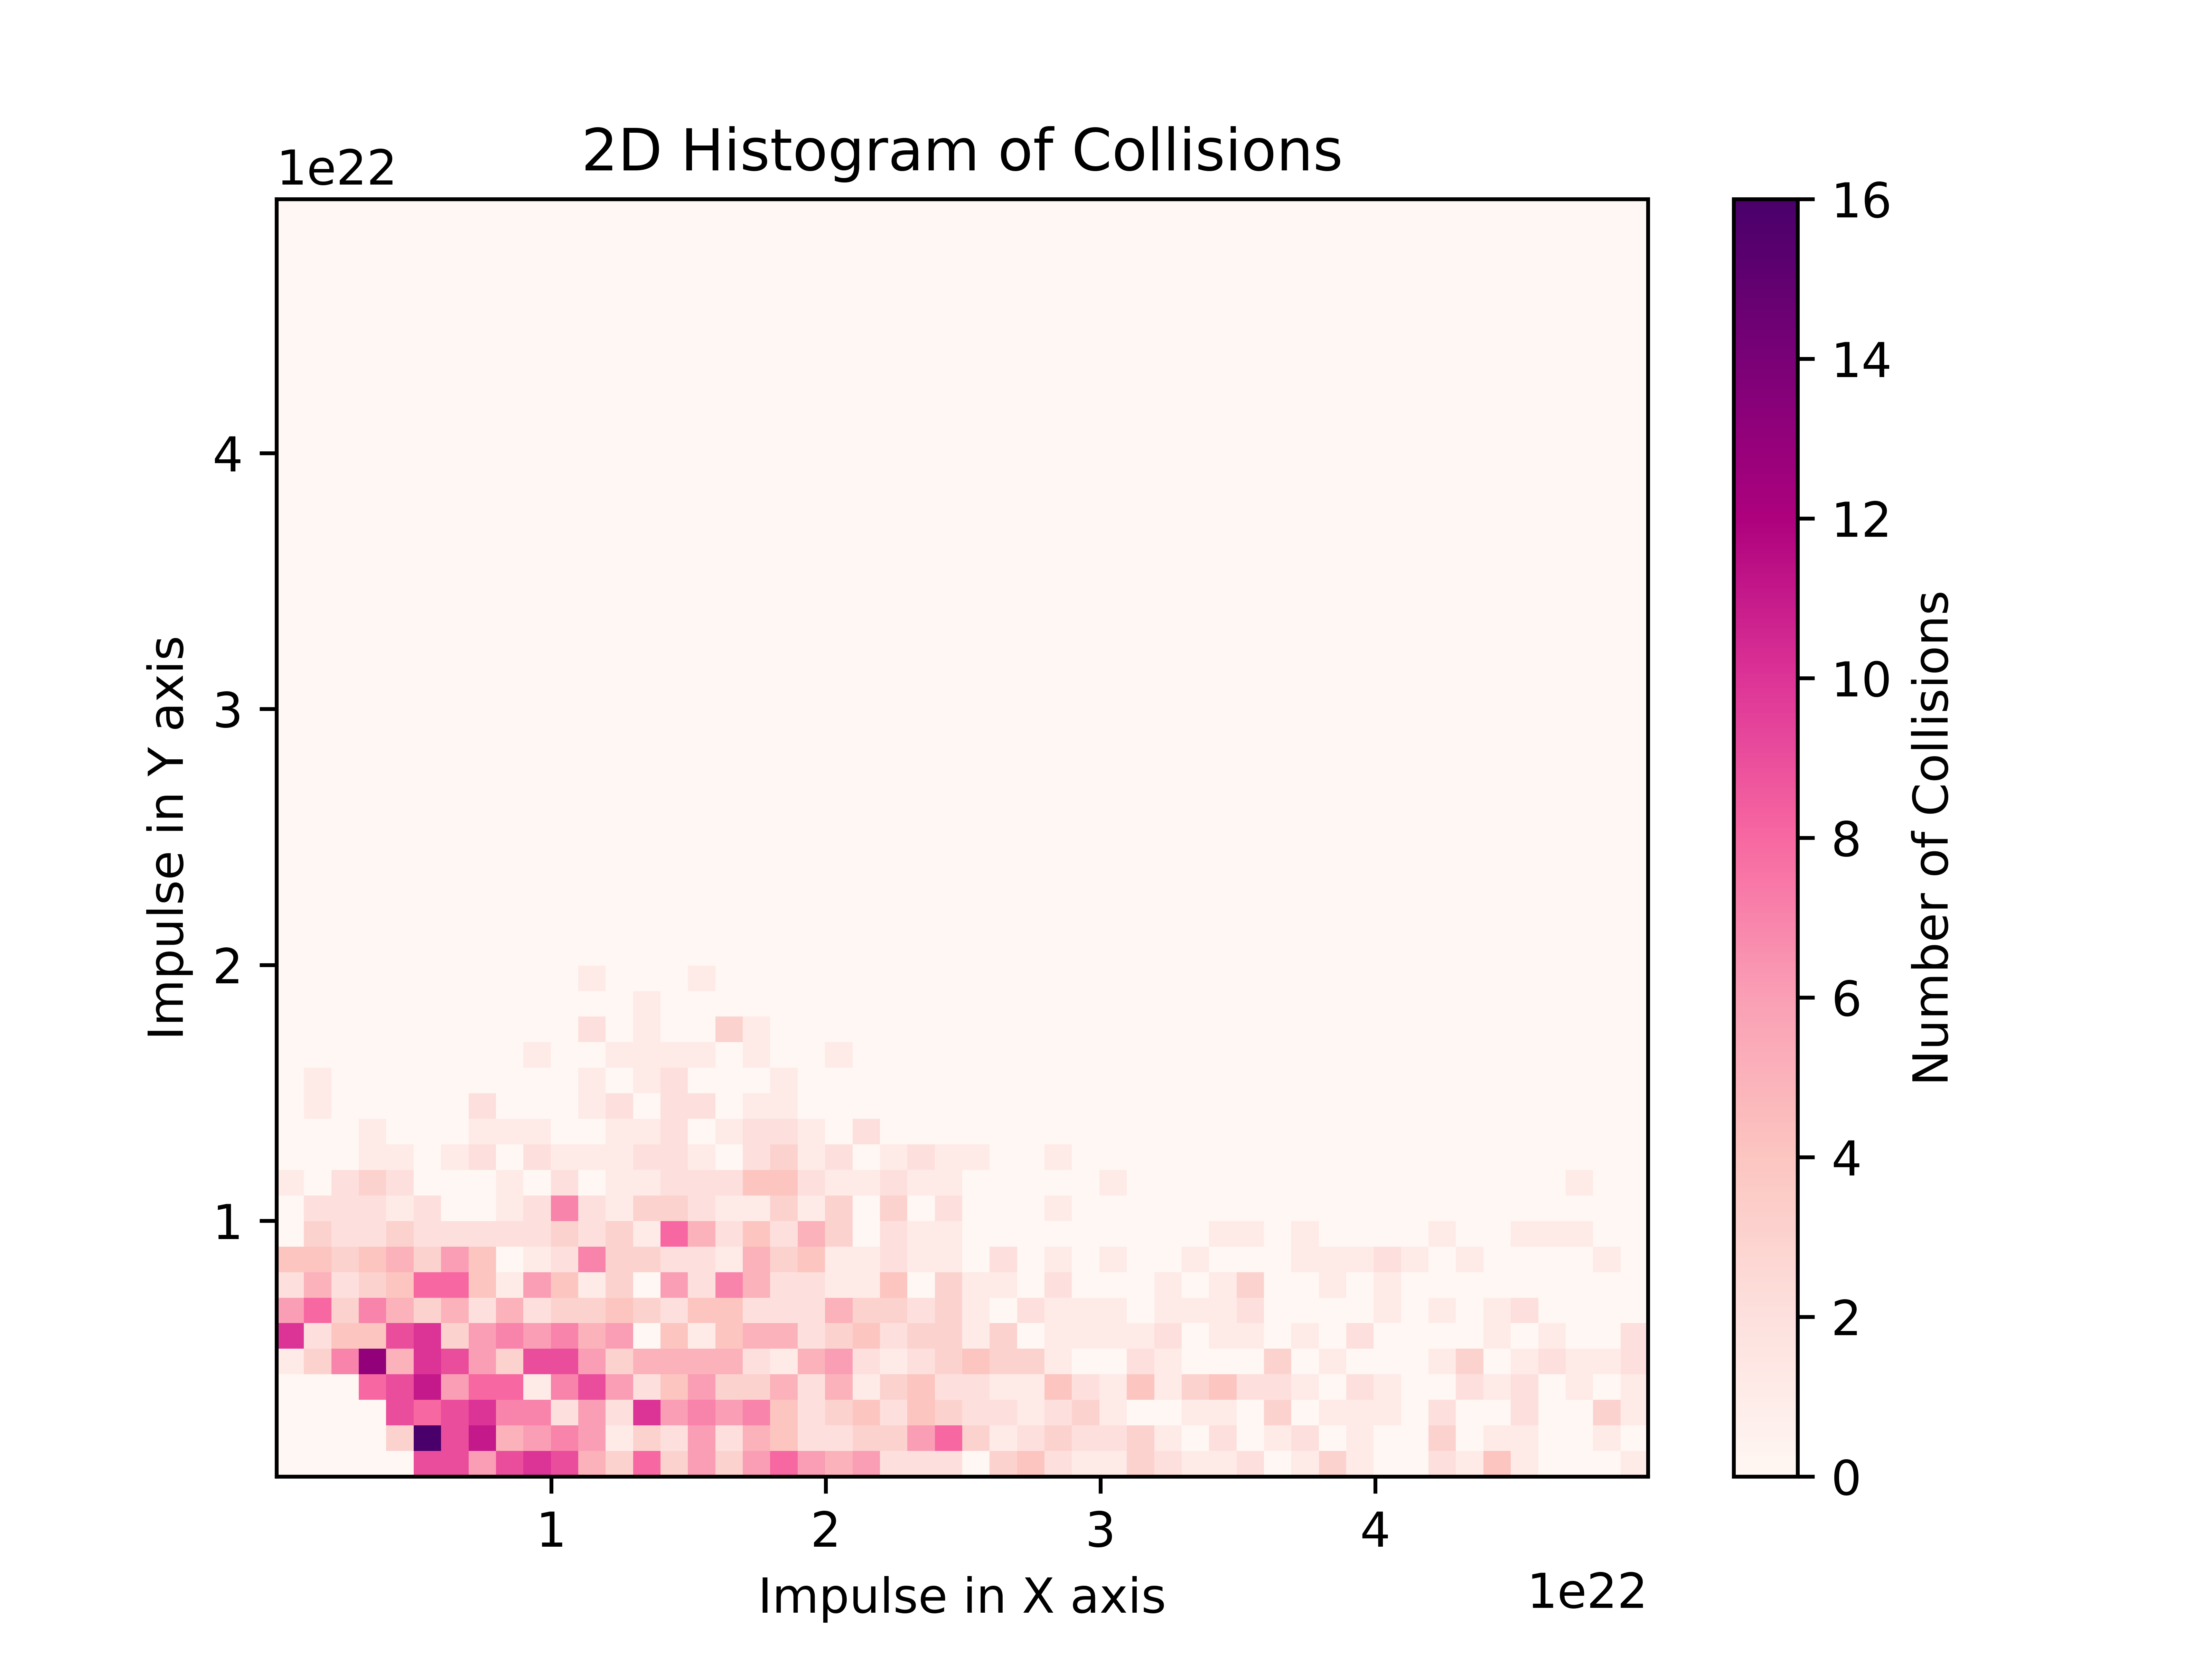 2D Histogram of Collisions
1e22
Impulse in Y axis
4
3
2
1
1 2 3 4
Impulse in X axis
1e22
16
14
12
10
8
6
4
2
0
Number of Collisions